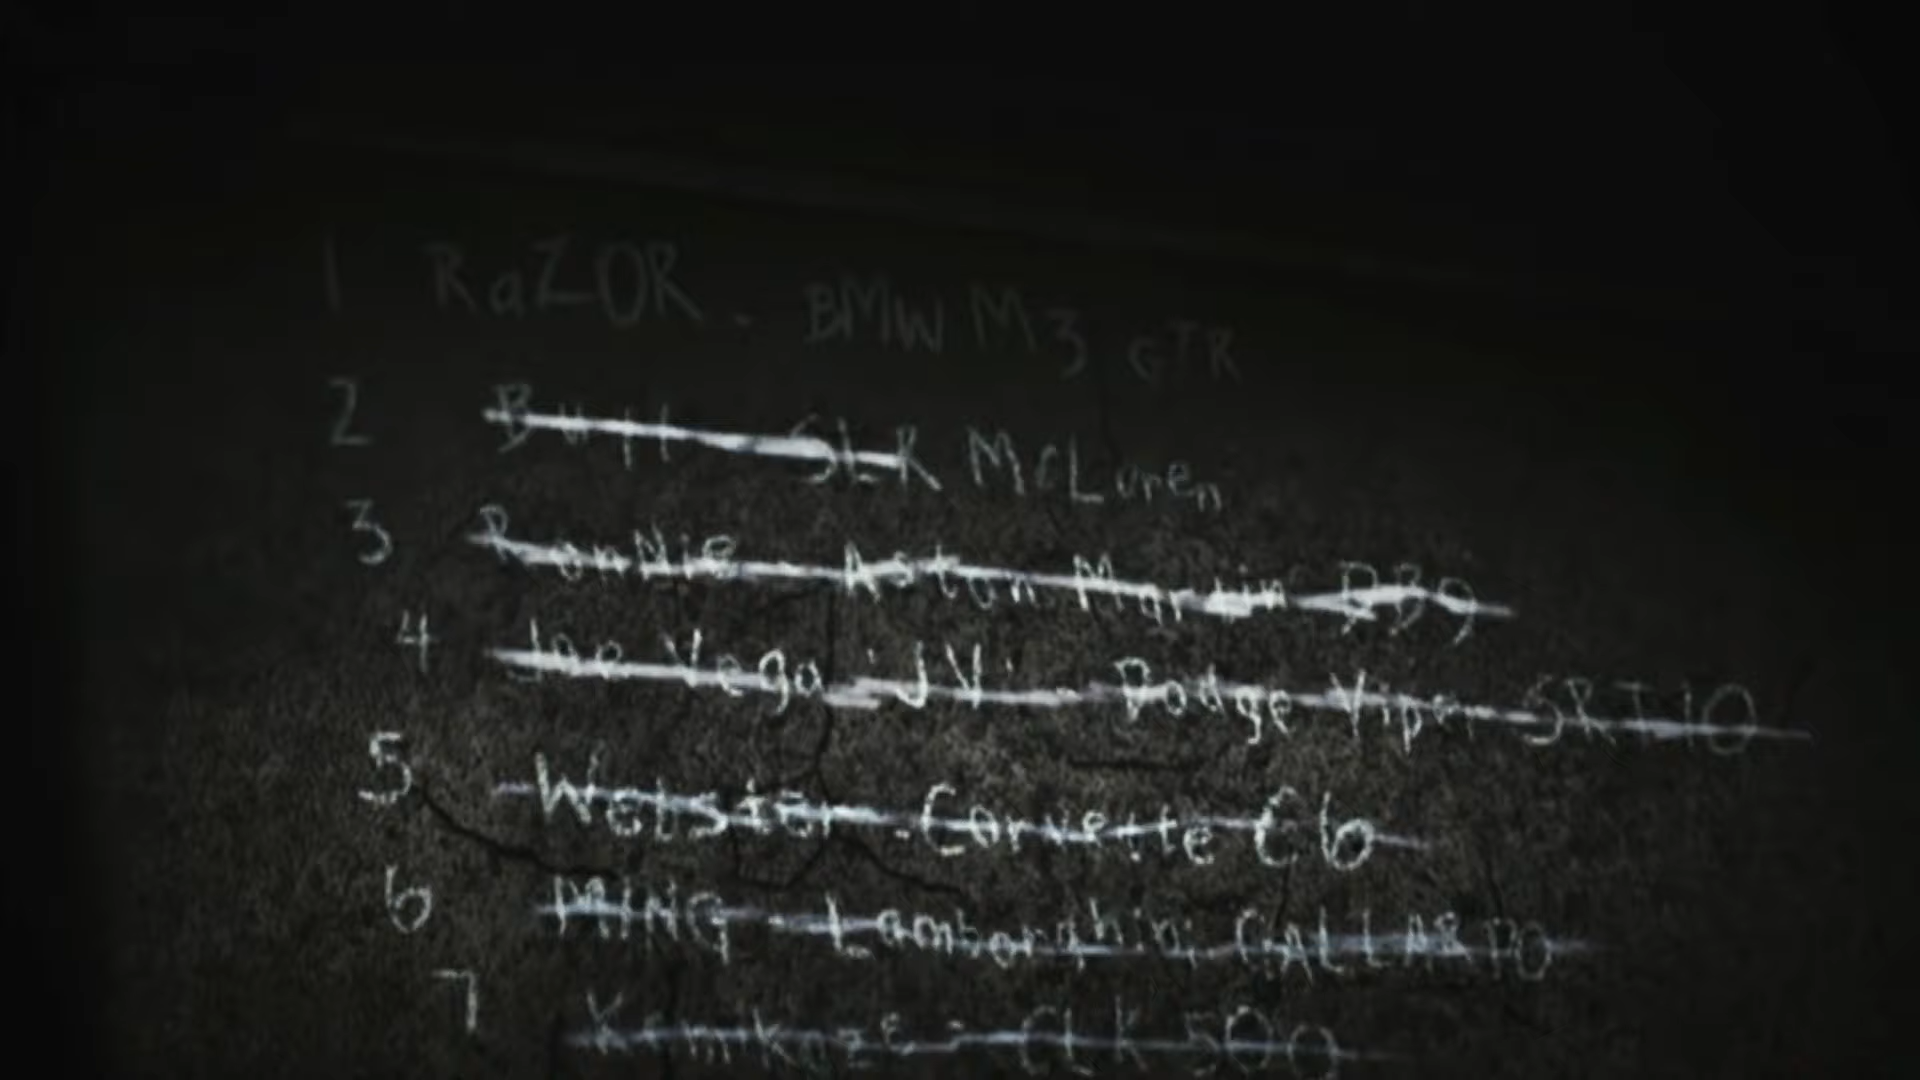 1 RaZOR - BMW M3 GTR
2 Bull - SLR McLaren
3 RonNie - Aston Martin DB9
4 Joe Vega 'JV' - Dodge Viper SRT10
5 Webster - Corvette C6
6 MING - Lamborghini GALLARDO
7 Kamikaze - CLK 500